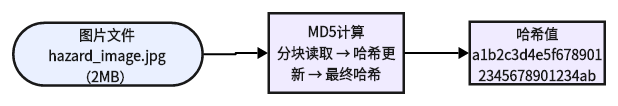 图片文件
hazard_image.jpg
（2MB）
MD5计算
分块读取 → 哈希更
新 → 最终哈希
哈希值
a1b2c3d4e5f678901
2345678901234ab